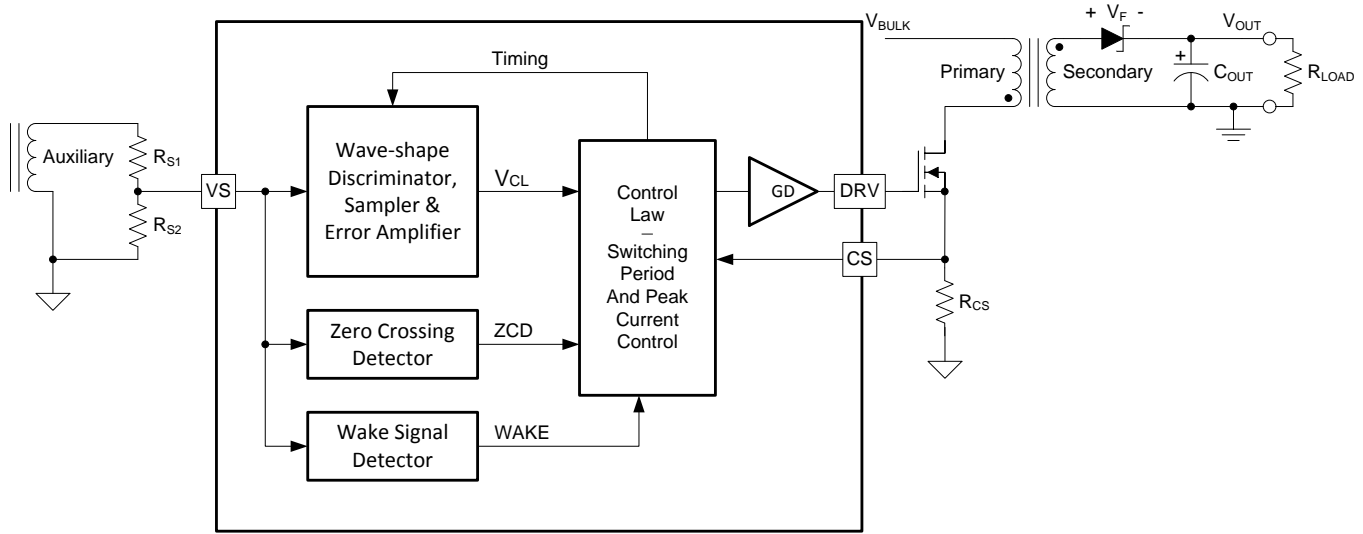 + VF -
VBULK
VOUT
Timing
Primary
Secondary
+
COUT
RLOAD
Auxiliary
RS1
RS2
VS
Wave-shape
Discriminator,
Sampler &
Error Amplifier
VCL
Control
Law
–
Switching
Period
And Peak
Current
Control
GD
DRV
CS
RCS
Zero Crossing
Detector
ZCD
Wake Signal
Detector
WAKE